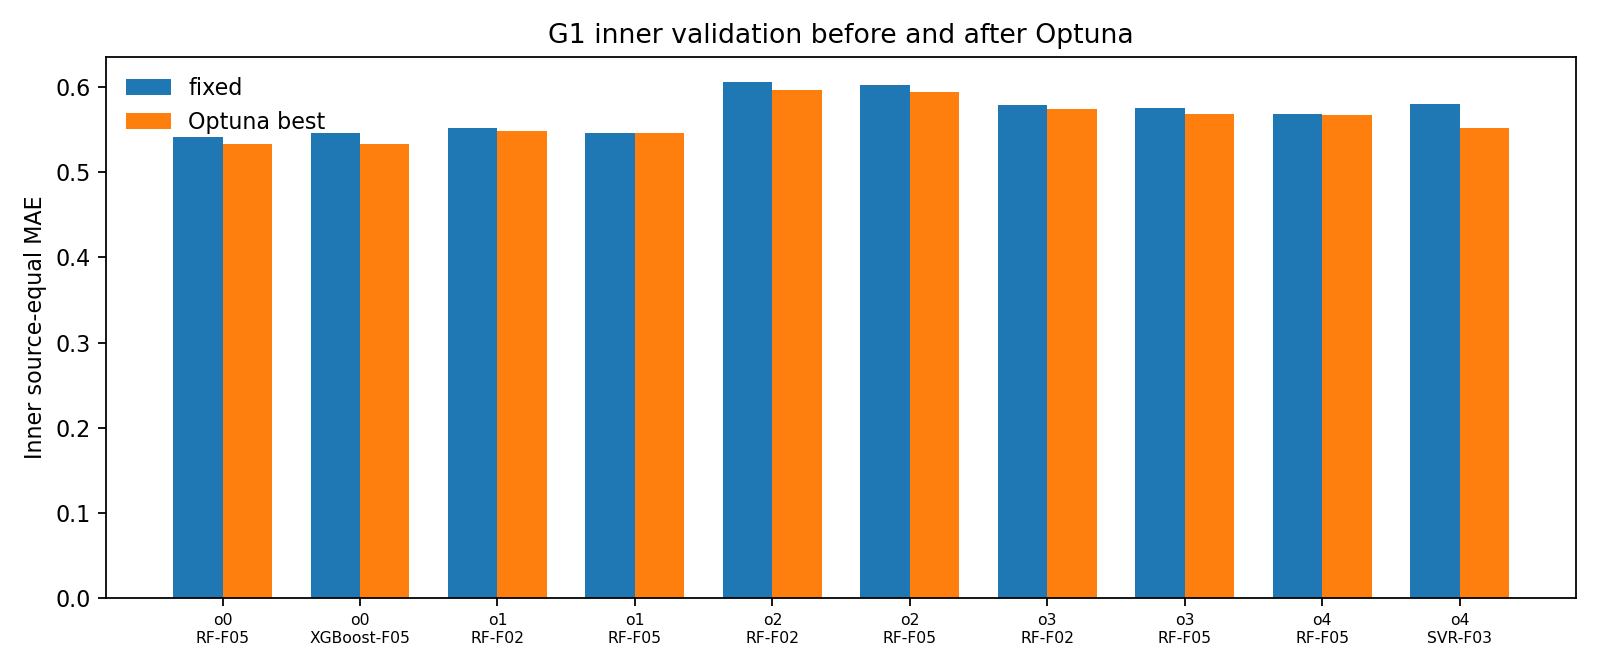 G1 inner validation before and after Optuna
fixed
Optuna best
Inner source-equal MAE
0.6
0.5
0.4
0.3
0.2
0.1
0.0
o0
RF-F05
o0
XGBoost-F05
o1
RF-F02
o1
RF-F05
o2
RF-F02
o2
RF-F05
o3
RF-F02
o3
RF-F05
o4
RF-F05
o4
SVR-F03